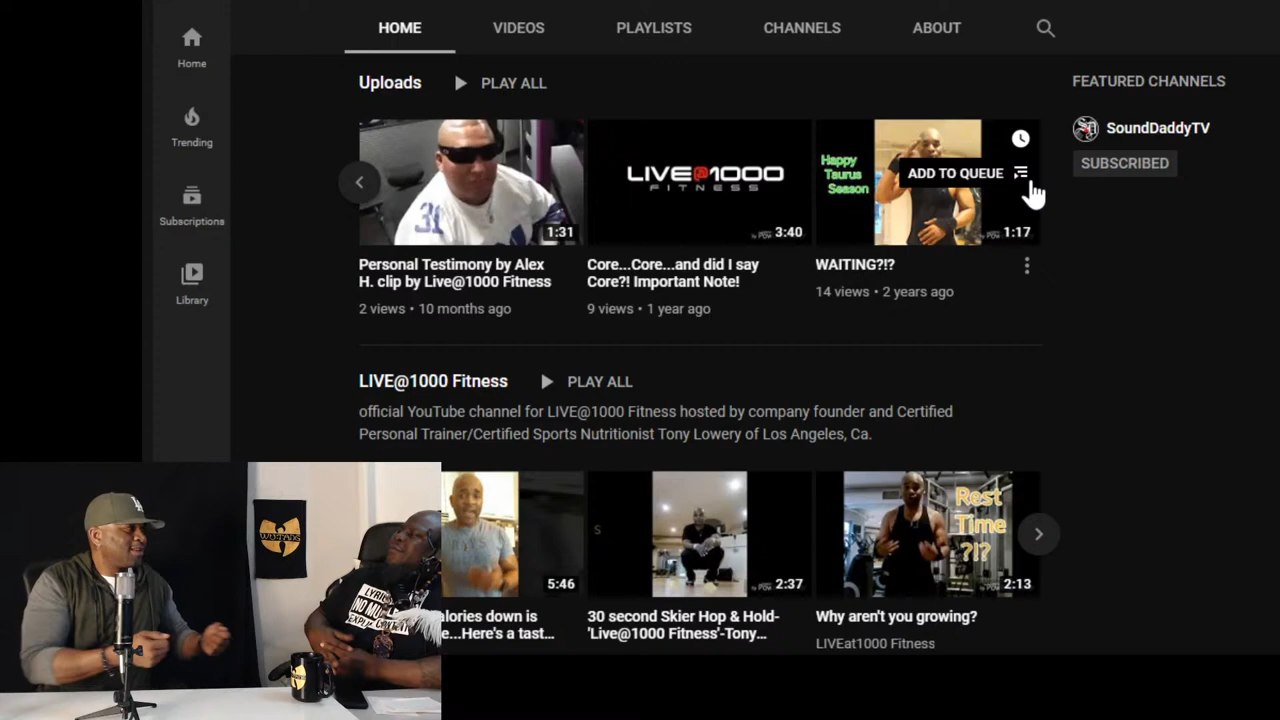 HOME VIDEOS PLAYLISTS CHANNELS ABOUT
Home
Trending
Subscriptions
Library
Uploads PLAY ALL
31
1:31
LIVE@1000
FITNESS
3:40
Happy
Taurus
Season
ADD TO QUEUE
1:17
Personal Testimony by Alex
H. clip by Live@1000 Fitness
2 views • 10 months ago
Core...Core...and did I say
Core?! Important Note!
9 views • 1 year ago
WAITING?!?
14 views • 2 years ago
FEATURED CHANNELS
SoundDaddyTV
SUBSCRIBED
LIVE@1000 Fitness PLAY ALL
official YouTube channel for LIVE@1000 Fitness hosted by company founder and Certified
Personal Trainer/Certified Sports Nutritionist Tony Lowery of Los Angeles, Ca.
5:46
S
2:37
Rest
Time
?!?
2:13
alories down is
e...Here's a tast...
30 second Skier Hop & Hold-
'Live@1000 Fitness'-Tony...
Why aren't you growing?
LIVEat1000 Fitness
LA
WU-TANG